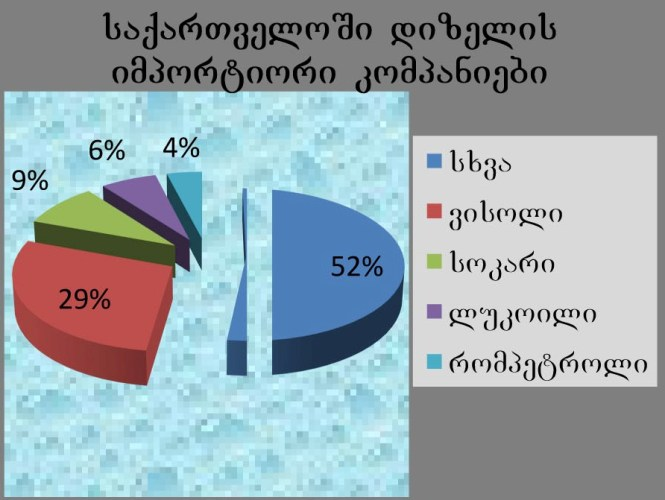 საქართველოში დიზელის
იმპორტიორი კომპანიები
4%
6%
9%
52%
29%
სხვა
ვისოლი
სოკარი
ლუკოილი
რომპეტროლი